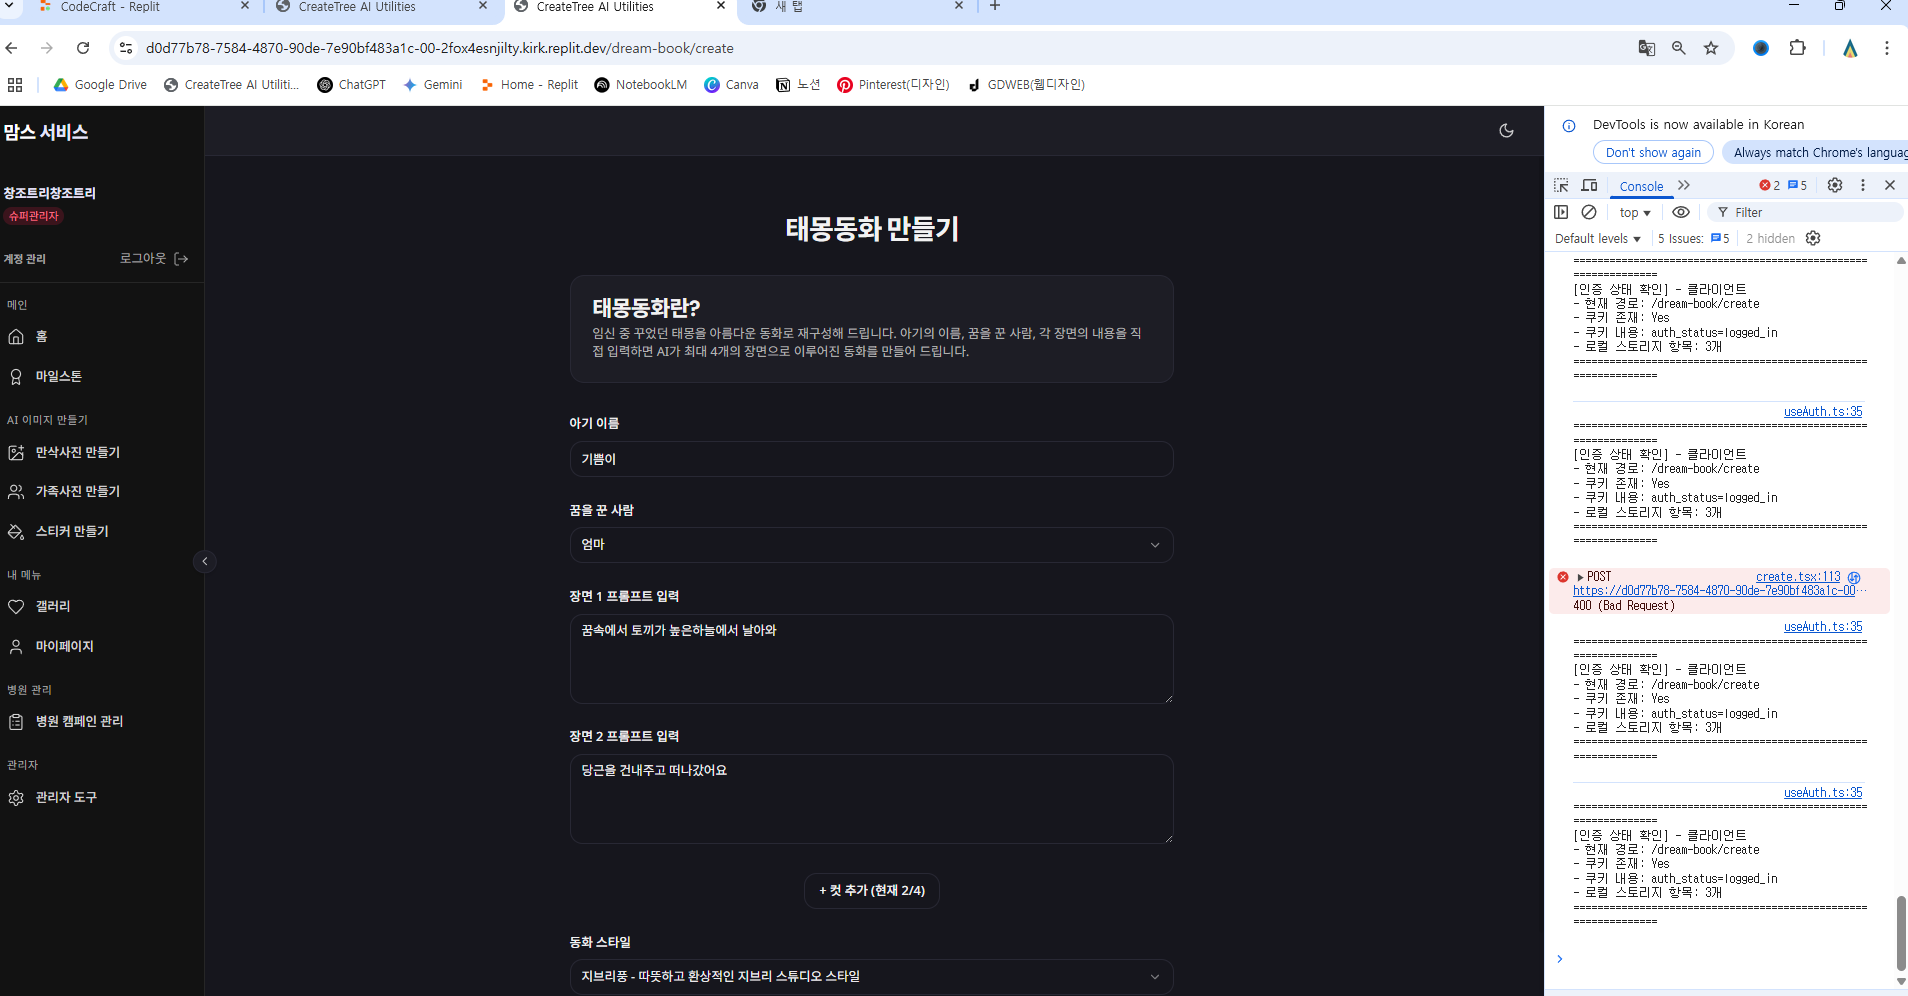 CodeCraft - Replit
CreateTree AI Utilities
CreateTree AI Utilities
새 탭
d0d77b78-7584-4870-90de-7e90bf483a1c-00-2fox4esnjilty.kirk.replit.dev/dream-book/create
Google Drive
CreateTree AI Utiliti...
ChatGPT
Gemini
Home - Replit
NotebookLM
Canva
노션
Pinterest(디자인)
GDWEB(웹디자인)
맘스 서비스
창조트리창조트리
슈퍼관리자
계정 관리
로그아웃
메인
홈
마일스톤
AI 이미지 만들기
만삭사진 만들기
가족사진 만들기
스티커 만들기
내 메뉴
갤러리
마이페이지
병원 관리
병원 캠페인 관리
관리자
관리자 도구
태몽동화 만들기
태몽동화란?
임신 중 꾸었던 태몽을 아름다운 동화로 재구성해 드립니다. 아기의 이름, 꿈을 꾼 사람, 각 장면의 내용을 직
접 입력하면 AI가 최대 4개의 장면으로 이루어진 동화를 만들어 드립니다.
아기 이름
기쁨이
꿈을 꾼 사람
엄마
장면 1 프롬프트 입력
꿈속에서 토끼가 높은하늘에서 날아와
장면 2 프롬프트 입력
당근을 건내주고 떠나갔어요
+ 컷 추가 (현재 2/4)
동화 스타일
지브리풍 - 따뜻하고 환상적인 지브리 스튜디오 스타일
DevTools is now available in Korean
Don't show again
Always match Chrome's languag
Console
2
5
top
Filter
Default levels
5 Issues:
5
2 hidden
=================================================
==============
[인증 상태 확인] - 클라이언트
- 현재 경로: /dream-book/create
- 쿠키 존재: Yes
- 쿠키 내용: auth_status=logged_in
- 로컬 스토리지 항목: 3개
=================================================
==============
useAuth.ts:35
=================================================
==============
[인증 상태 확인] - 클라이언트
- 현재 경로: /dream-book/create
- 쿠키 존재: Yes
- 쿠키 내용: auth_status=logged_in
- 로컬 스토리지 항목: 3개
=================================================
==============
POST
create.tsx:113
https://d0d77b78-7584-4870-90de-7e90bf483a1c-00…
400 (Bad Request)
useAuth.ts:35
=================================================
==============
[인증 상태 확인] - 클라이언트
- 현재 경로: /dream-book/create
- 쿠키 존재: Yes
- 쿠키 내용: auth_status=logged_in
- 로컬 스토리지 항목: 3개
=================================================
==============
useAuth.ts:35
=================================================
==============
[인증 상태 확인] - 클라이언트
- 현재 경로: /dream-book/create
- 쿠키 존재: Yes
- 쿠키 내용: auth_status=logged_in
- 로컬 스토리지 항목: 3개
=================================================
==============